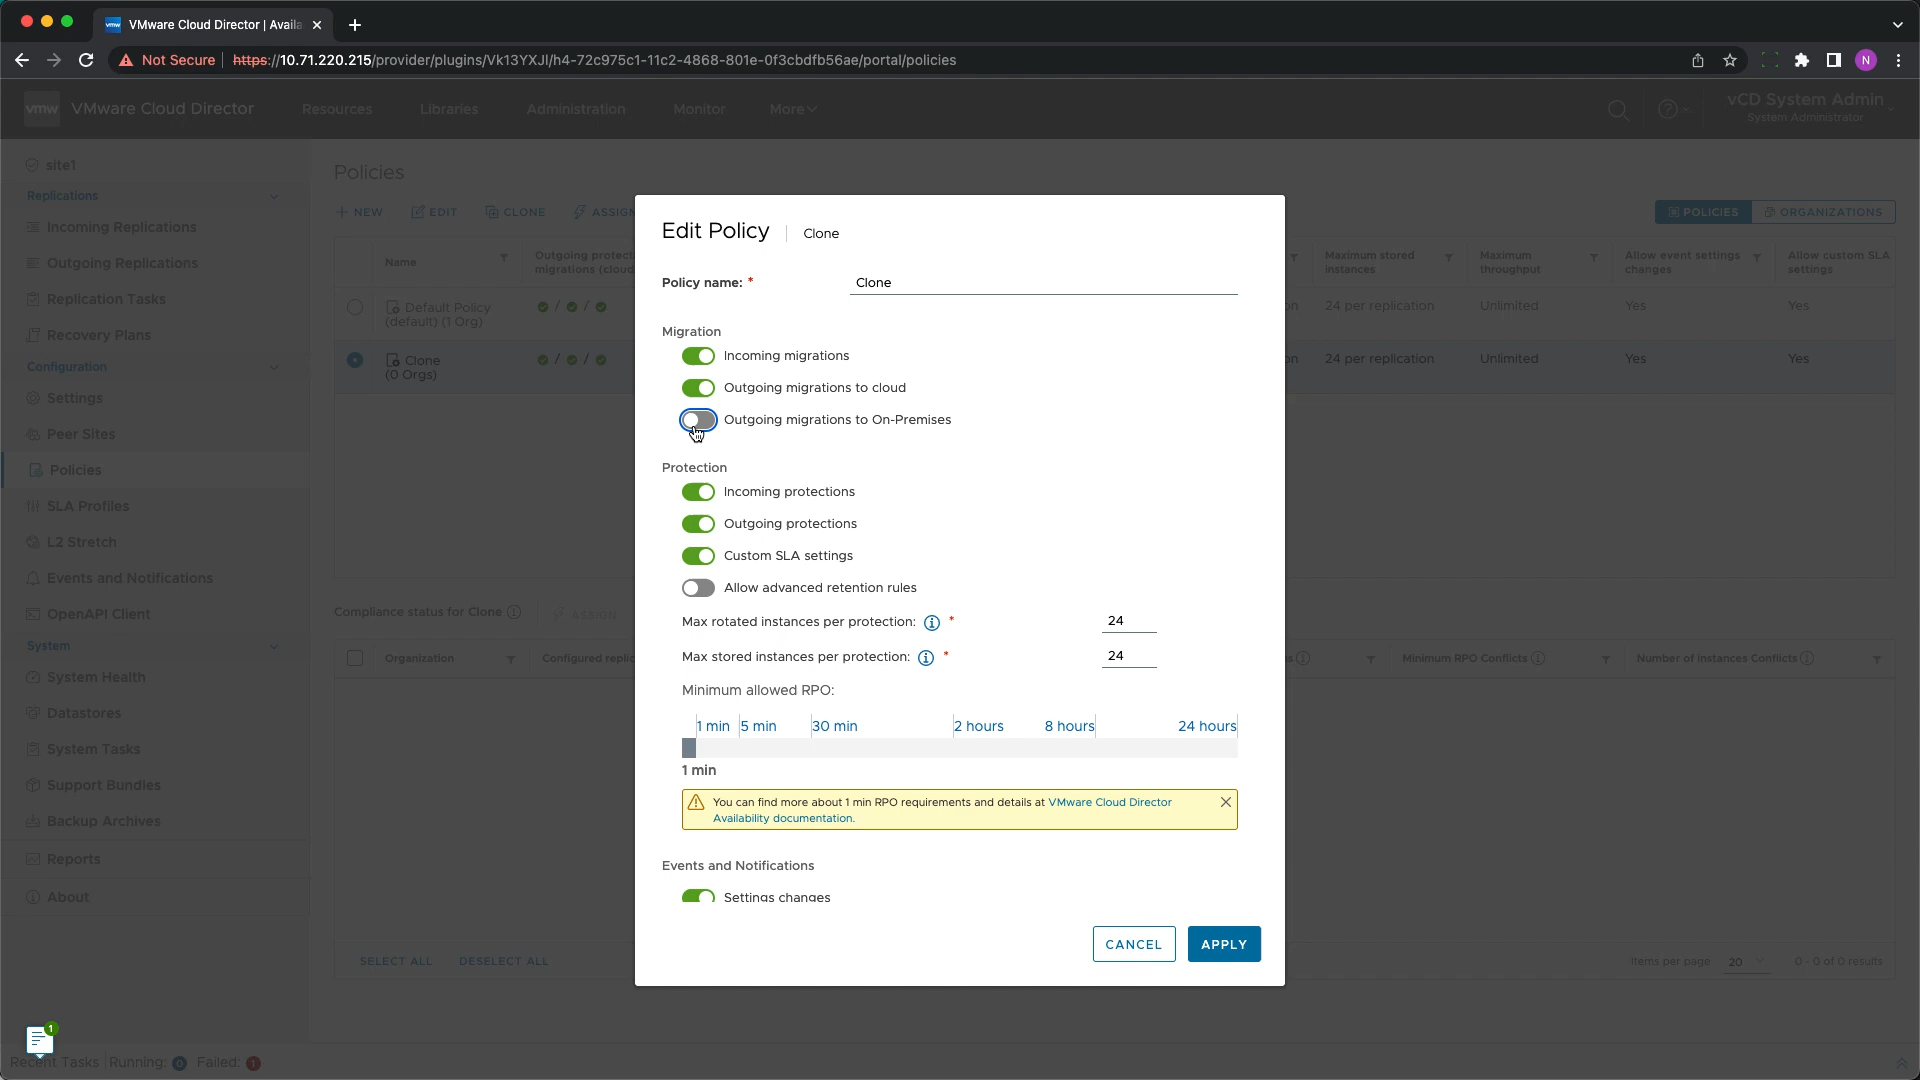 VMware Cloud Director | Availa
Not Secure https://10.71.220.215/provider/plugins/Vk13YXJl/h4-72c975c1-11c2-4868-801e-0f3cbdfb56ae/portal/policies
N
vmw VMware Cloud Director Resources Libraries Administration Monitor More
vCD System Admin
System Administrator
site1
Replications
Incoming Replications
Outgoing Replications
Replication Tasks
Recovery Plans
Configuration
Settings
Peer Sites
Policies
SLA Profiles
L2 Stretch
Events and Notifications
OpenAPI Client
System
System Health
Datastores
System Tasks
Support Bundles
Backup Archives
Reports
About
Policies
NEW EDIT CLONE ASSIGN
POLICIES ORGANIZATIONS
Name
Outgoing protect
migrations (cloud
Maximum stored
instances
Maximum
throughput
Allow event settings
changes
Allow custom SLA
settings
Default Policy
(default) (1 Org)
/ /
on 24 per replication Unlimited Yes Yes
Clone
(0 Orgs)
/ /
on 24 per replication Unlimited Yes Yes
Compliance status for Clone ASSIGN
Organization Configured replic
s Minimum RPO Conflicts Number of Instances Conflicts
SELECT ALL DESELECT ALL
Items per page 20 0 - 0 of 0 results
Edit Policy | Clone
Policy name: * Clone
Migration
Incoming migrations
Outgoing migrations to cloud
Outgoing migrations to On-Premises
Protection
Incoming protections
Outgoing protections
Custom SLA settings
Allow advanced retention rules
Max rotated instances per protection: * 24
Max stored instances per protection: * 24
Minimum allowed RPO:
1 min 5 min 30 min 2 hours 8 hours 24 hours
1 min
You can find more about 1 min RPO requirements and details at VMware Cloud Director
Availability documentation.
Events and Notifications
Settings changes
CANCEL APPLY
1
Recent Tasks Running: 0 Failed: 1